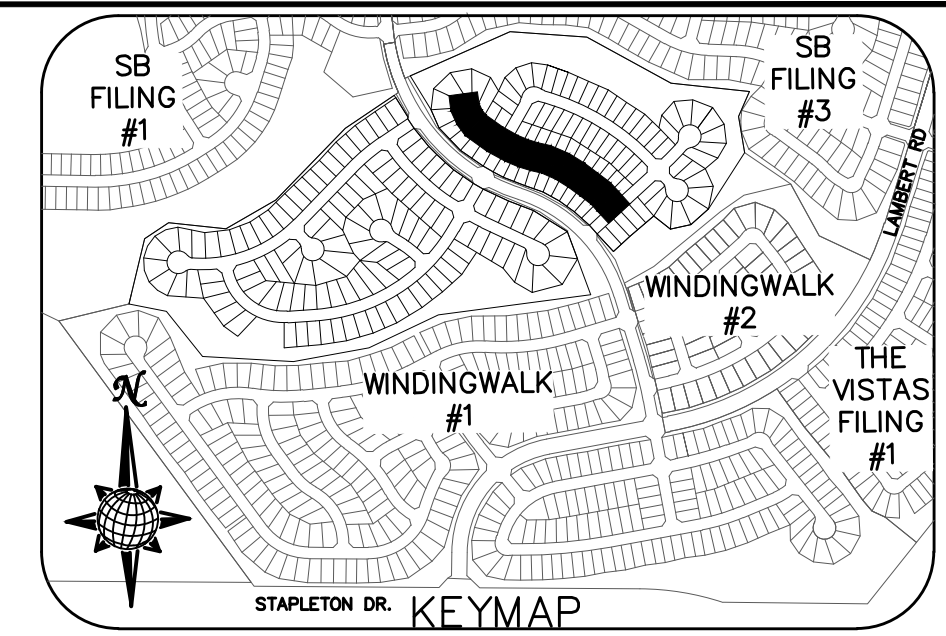 SB
FILING
#1
SB
FILING
#3
LAMBERT RD
WINDINGWALK
#2
THE
VISTAS
FILING
#1
WINDINGWALK
#1
N
STAPLETON DR.
KEYMAP